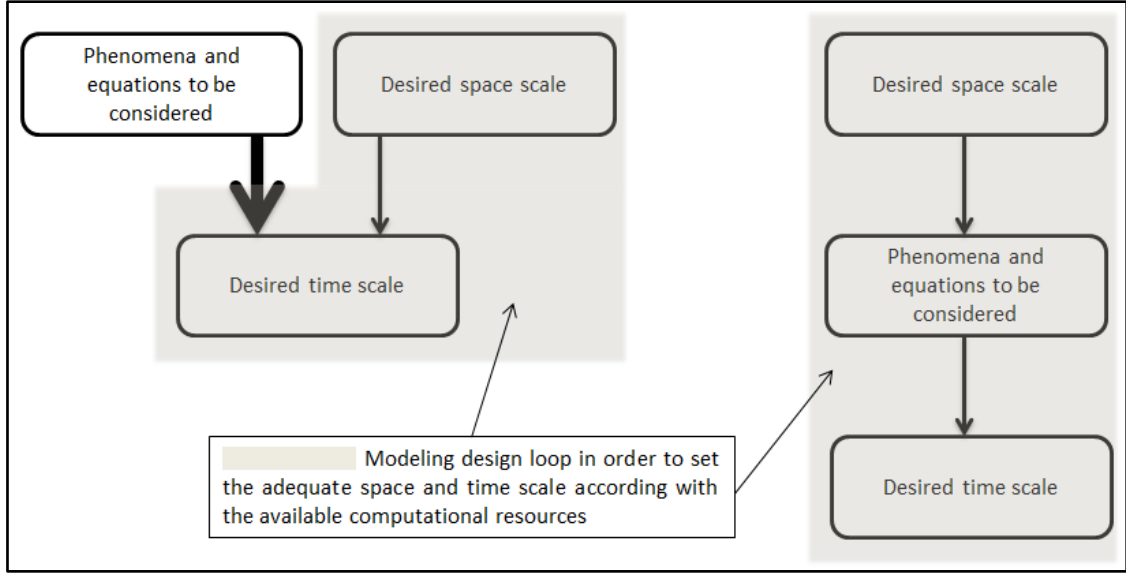 Phenomena and
equations to be
considered
Desired space scale
Desired time scale
Desired space scale
Phenomena and
equations to be
considered
Desired time scale
Modeling design loop in order to set
the adequate space and time scale according with
the available computational resources